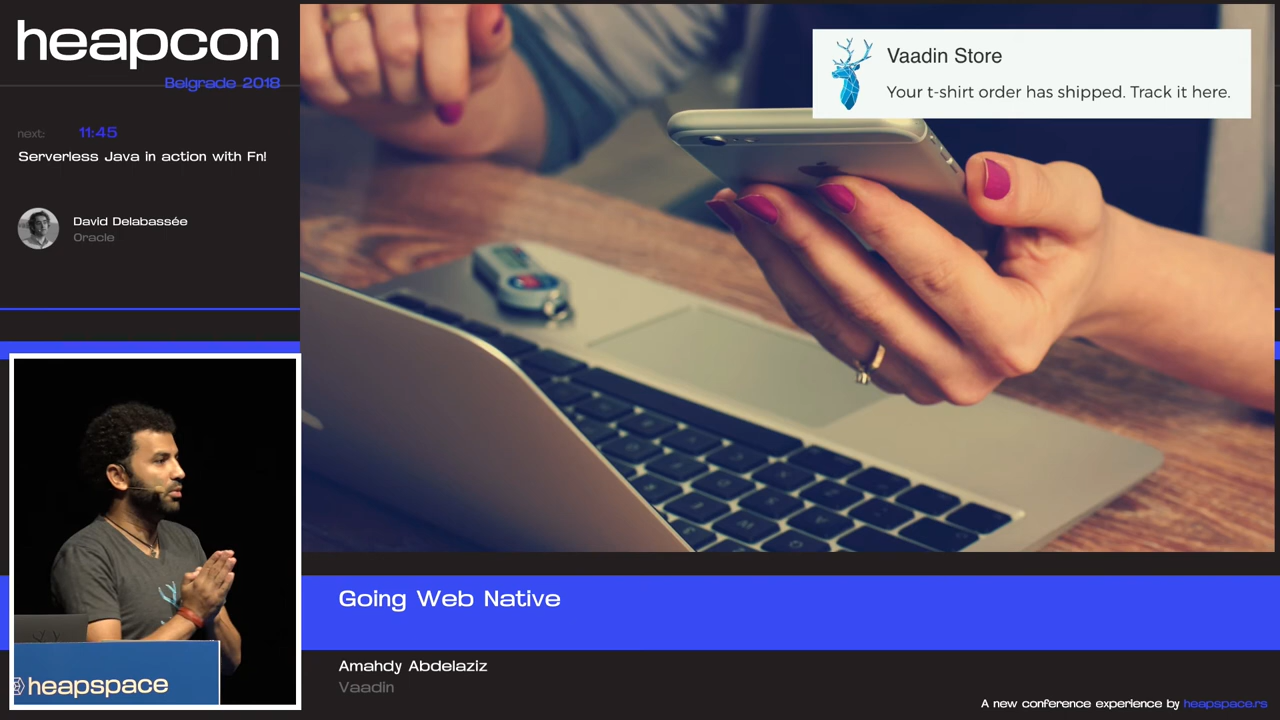 heapcon
Belgrade 2018
next: 11:45
Serverless Java in action with Fn!
David Delabassée
Oracle
Vaadin Store
Your t-shirt order has shipped. Track it here.
heapspace
Going Web Native
Amahdy Abdelaziz
Vaadin
A new conference experience by heapspace.rs